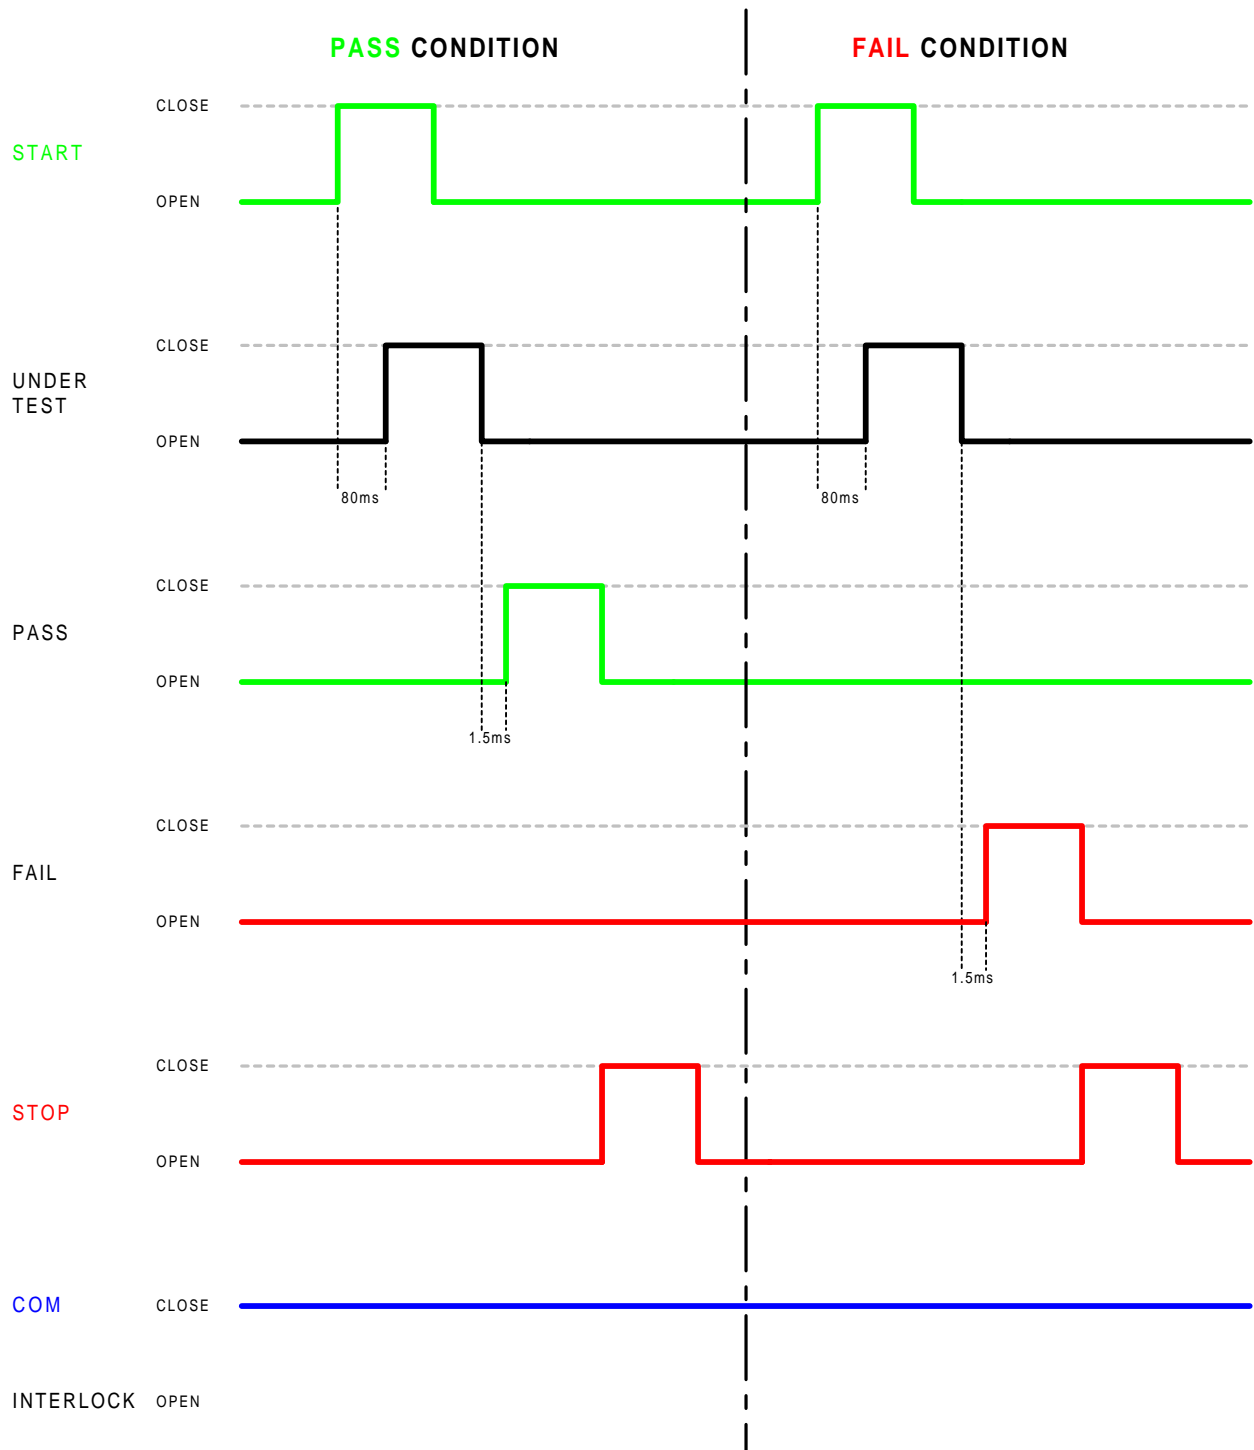 PASS CONDITION
FAIL CONDITION
CLOSE
START
OPEN
CLOSE
UNDER
TEST
OPEN
80ms
80ms
CLOSE
PASS
OPEN
1.5ms
CLOSE
FAIL
OPEN
1.5ms
CLOSE
STOP
OPEN
COM CLOSE
INTERLOCK OPEN